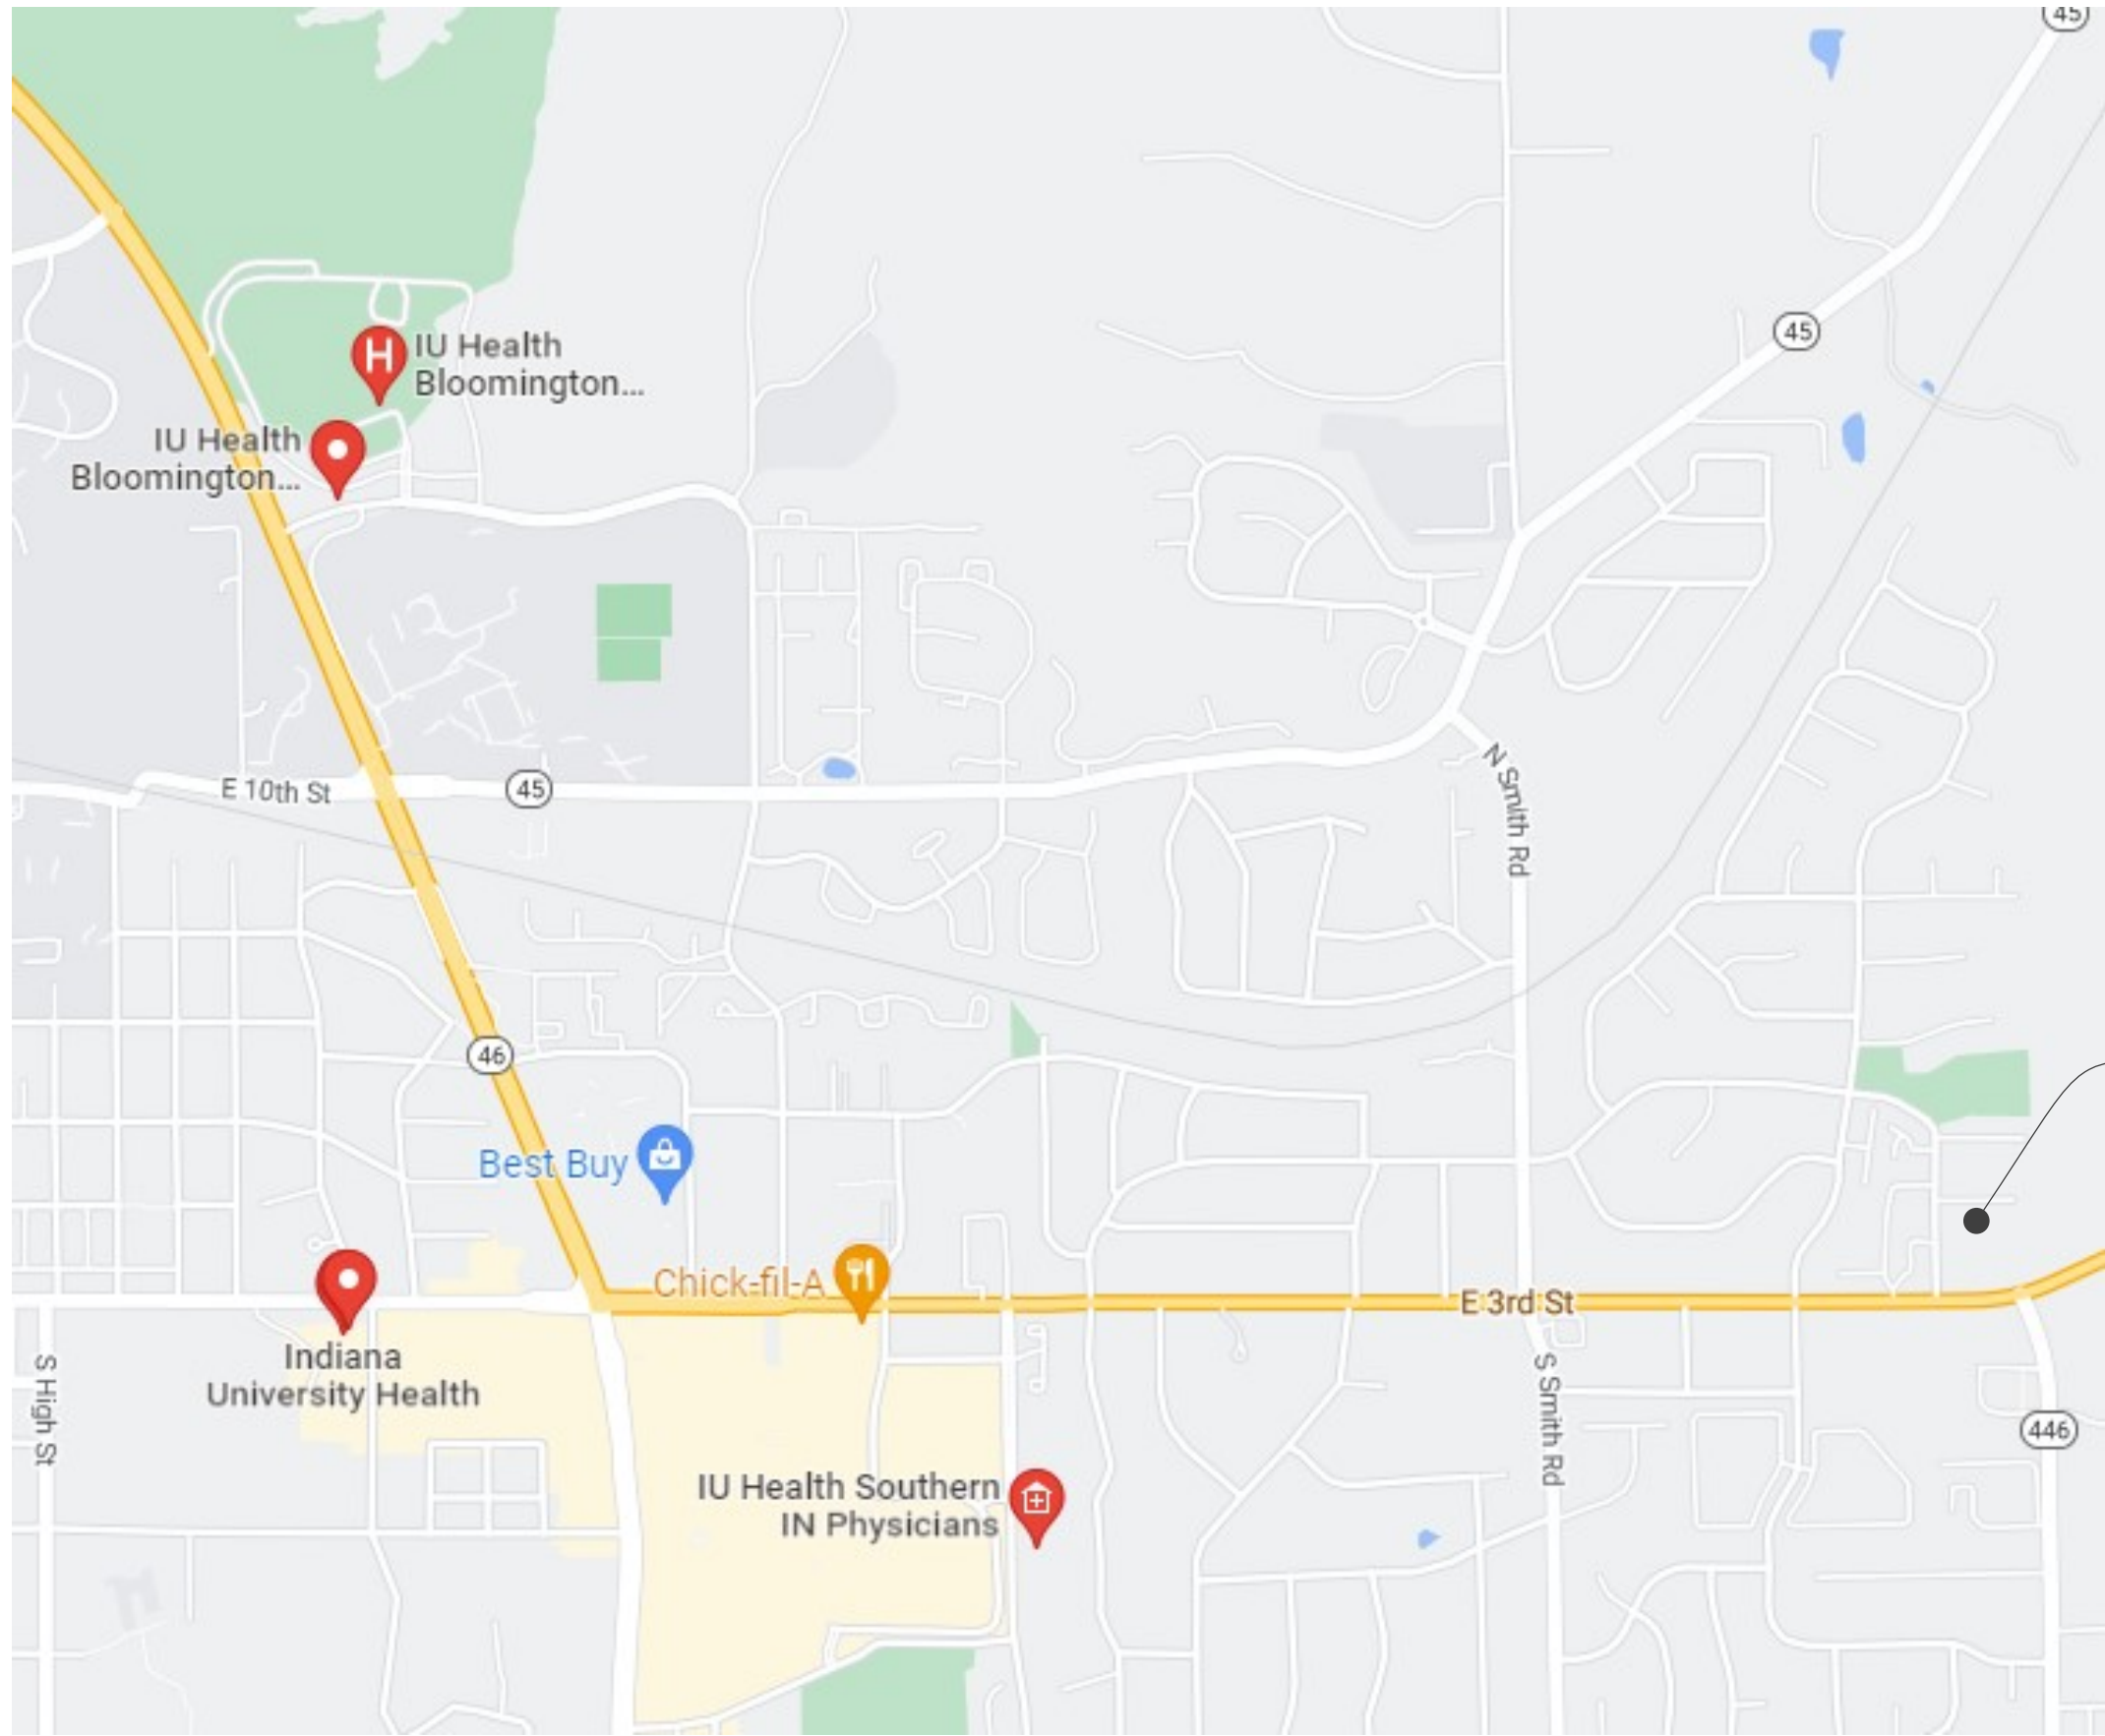 45
IU Health
Bloomington...
H
45
IU Health
Bloomington...
N Smith Rd
E 10th St
45
46
Best Buy
Chick-fil-A
E 3rd St
Indiana
University Health
S High St
S Smith Rd
446
IU Health Southern
IN Physicians